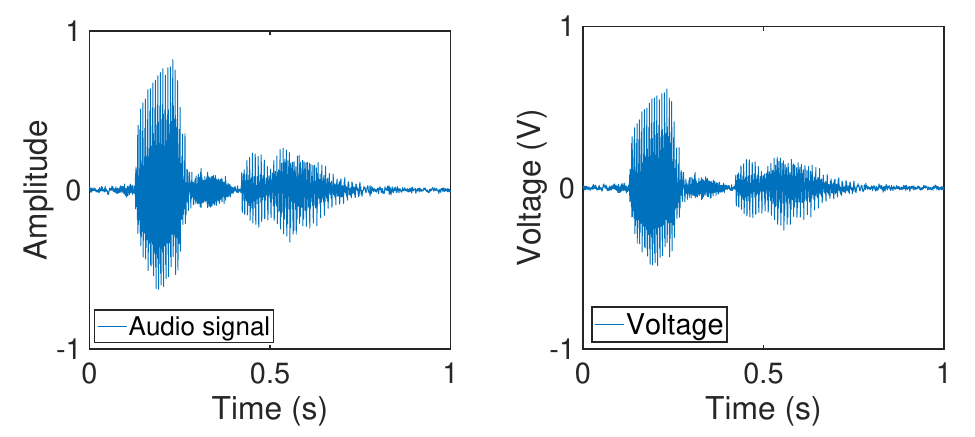 1
0
-1
Amplitude
Audio signal
0
0.5
1
Time (s)
1
0
-1
Voltage (V)
Voltage
0
0.5
1
Time (s)